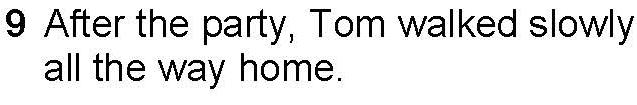 9 After the party, Tom walked slowly
all the way home.